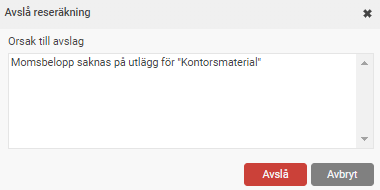 Avslå reseräkning
Orsak till avslag
Momsbelopp saknas på utlägg för "Kontorsmaterial"
Avslå Avbryt